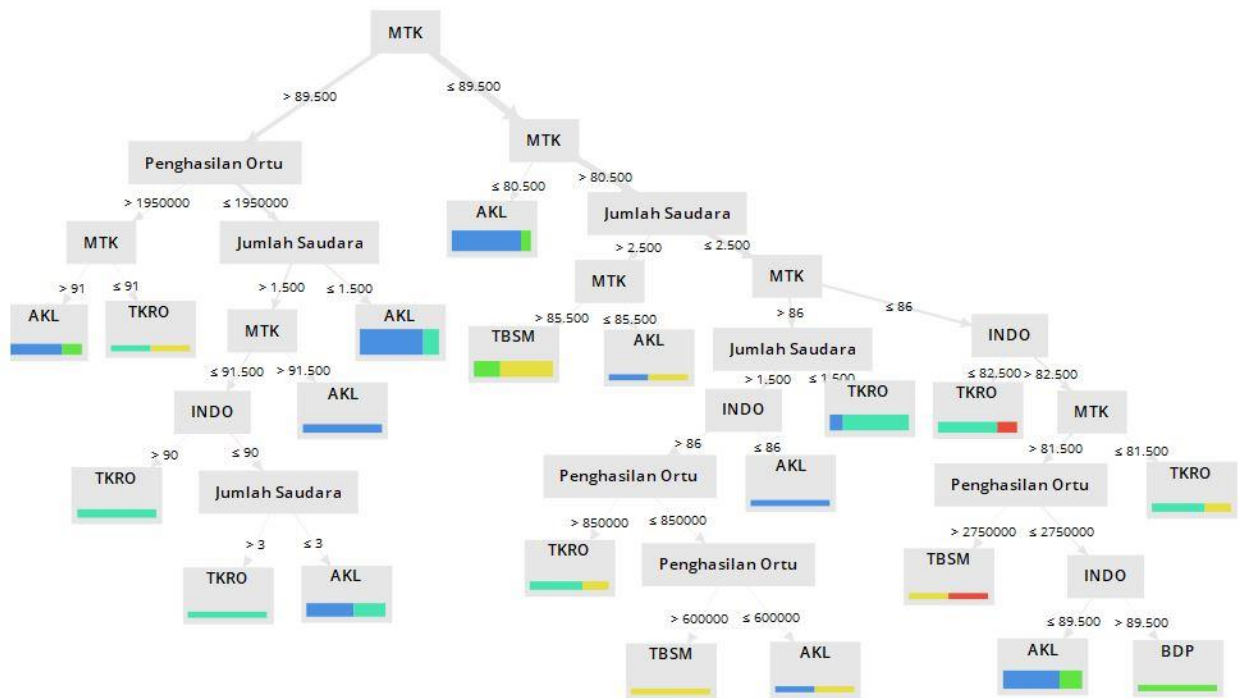 MTK
> 89.500
≤ 89.500
Penghasilan Ortu
MTK
> 1950000
≤ 1950000
≤ 80.500
> 80.500
MTK
Jumlah Saudara
AKL
Jumlah Saudara
> 91
≤ 91
> 1.500
≤ 1.500
> 2.500
≤ 2.500
AKL
TKRO
MTK
AKL
MTK
MTK
≤ 91.500
> 91.500
> 85.500
≤ 85.500
> 86
≤ 86
INDO
AKL
TBSM
AKL
Jumlah Saudara
INDO
> 90
≤ 90
> 1.500
≤ 1.500
≤ 82.500
> 82.500
TKRO
Jumlah Saudara
INDO
TKRO
TKRO
MTK
> 3
≤ 3
> 86
≤ 86
> 81.500
≤ 81.500
TKRO
AKL
Penghasilan Ortu
AKL
Penghasilan Ortu
TKRO
> 850000
≤ 850000
> 2750000
≤ 2750000
TKRO
Penghasilan Ortu
TBSM
INDO
> 600000
≤ 600000
≤ 89.500
> 89.500
TBSM
AKL
AKL
BDP